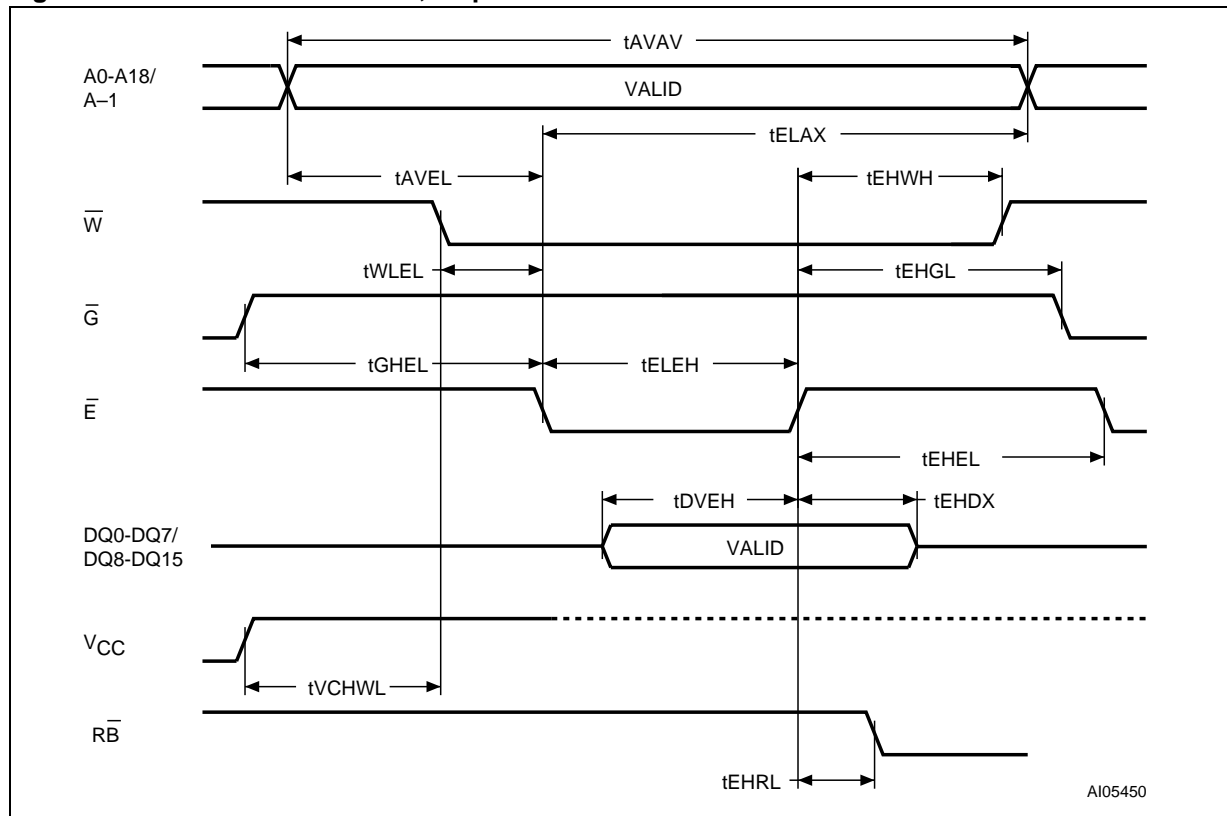 tAVAV
A0-A18/
A–1
VALID
tELAX
tAVEL
tEHWH
W̅
tWLEL
tEHGL
G̅
tGHEL
tELEH
E̅
tEHEL
tDVEH
tEHDX
DQ0-DQ7/
DQ8-DQ15
VALID
VCC
tVCHWL
RB̅
tEHRL
AI05450